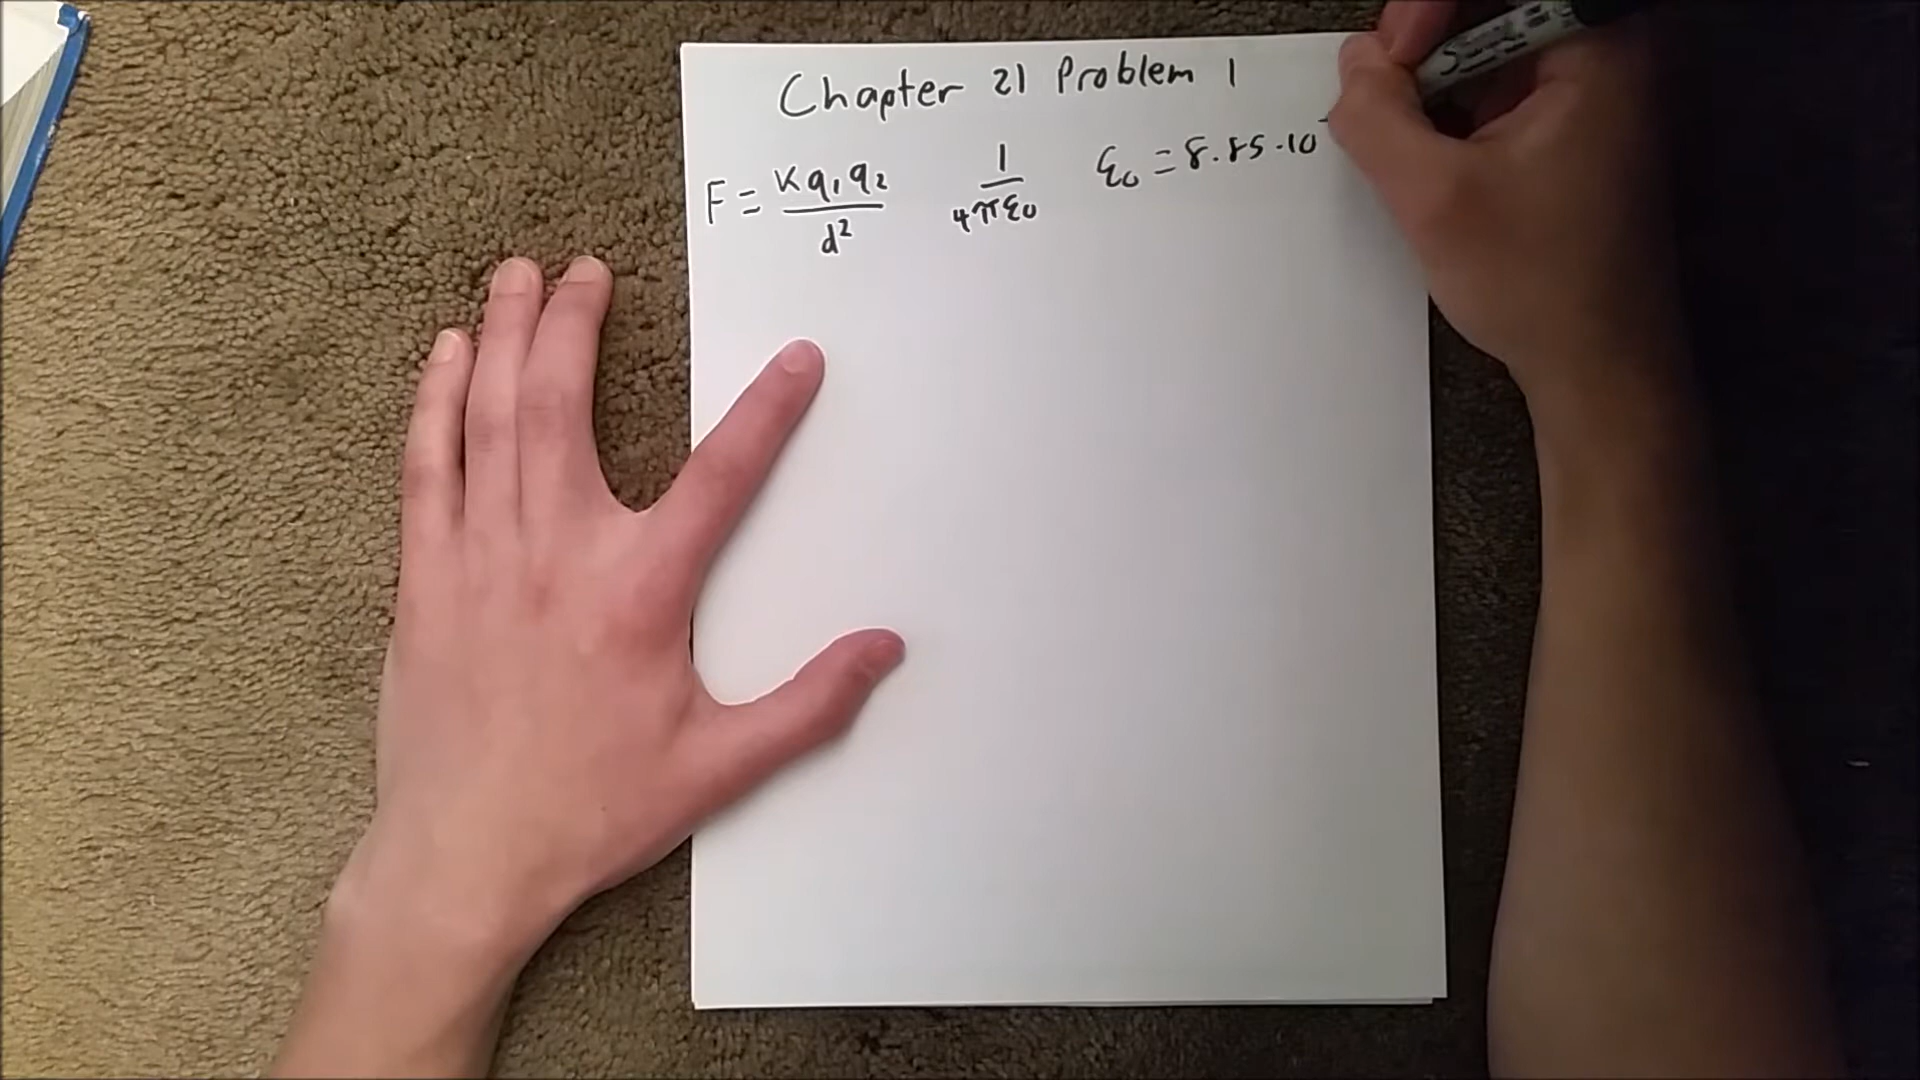 Chapter 21 Problem 1
F = Kq₁q₂/d² 1/4πε₀ ε₀ = 8.85·10⁻